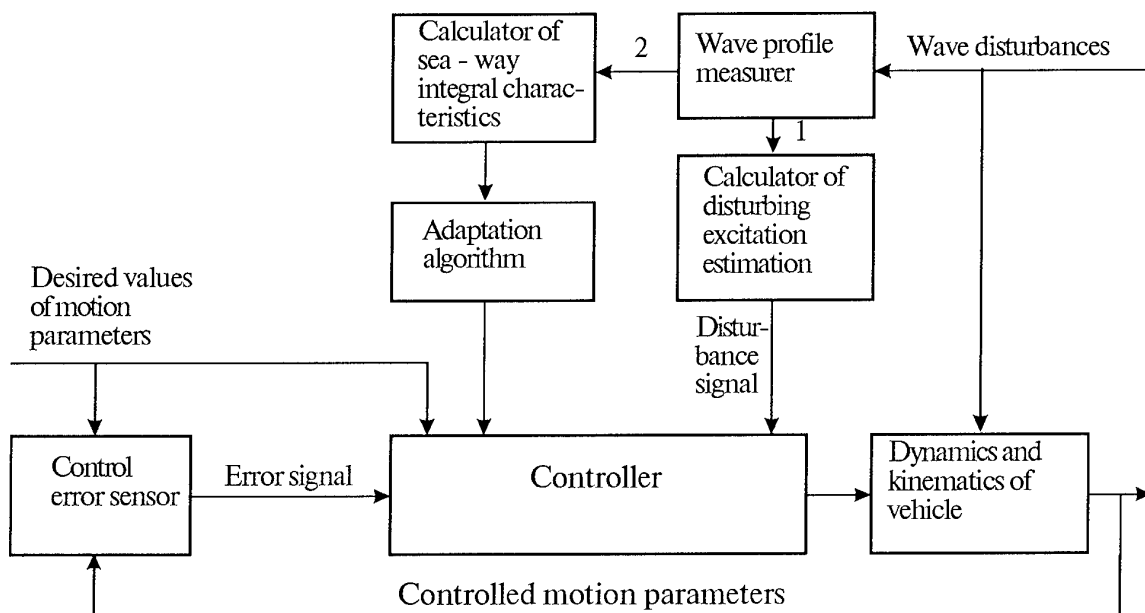 Calculator of
sea - way
integral charac-
teristics
2
Wave profile
measurer
Wave disturbances
1
Calculator of
disturbing
excitation
estimation
Adaptation
algorithm
Desired values
of motion
parameters
Distur-
bance
signal
Control
error sensor
Error signal
Controller
Dynamics and
kinematics of
vehicle
Controlled motion parameters